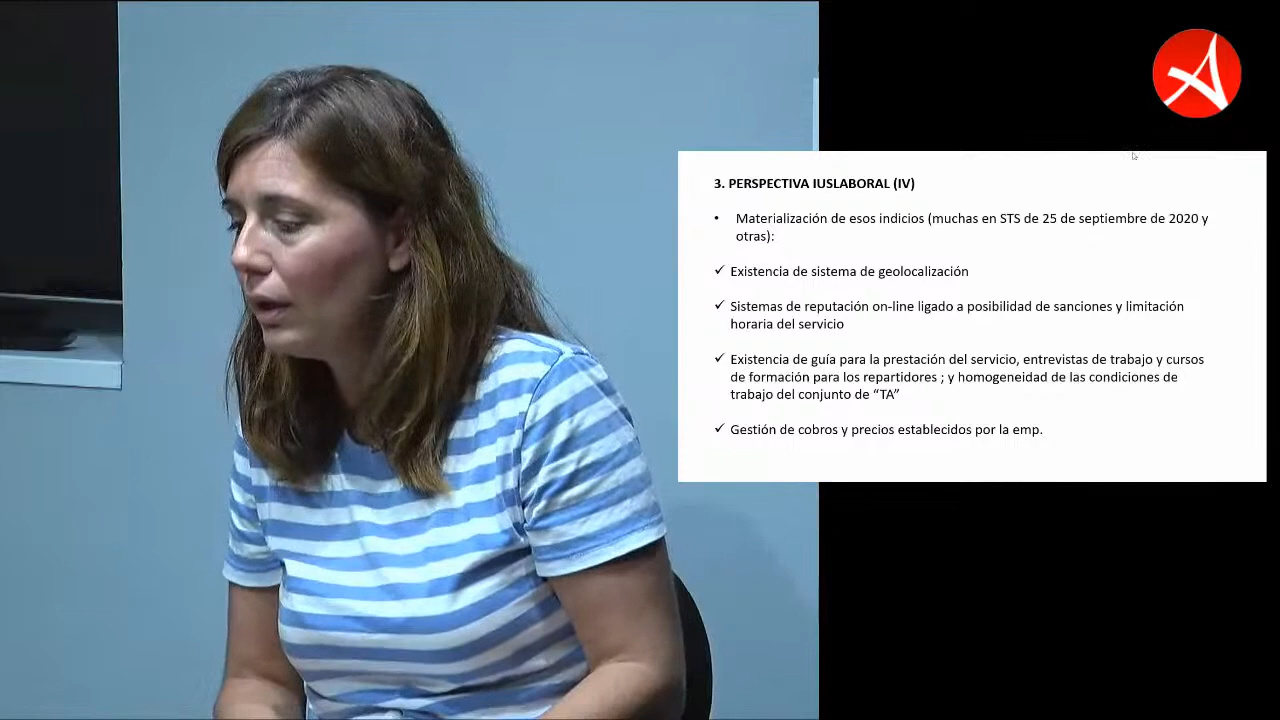 3. PERSPECTIVA IUSLABORAL (IV)
• Materialización de esos indicios (muchas en STS de 25 de septiembre de 2020 y
otras):
✓ Existencia de sistema de geolocalización
✓ Sistemas de reputación on-line ligado a posibilidad de sanciones y limitación
horaria del servicio
✓ Existencia de guía para la prestación del servicio, entrevistas de trabajo y cursos
de formación para los repartidores ; y homogeneidad de las condiciones de
trabajo del conjunto de “TA”
✓ Gestión de cobros y precios establecidos por la emp.